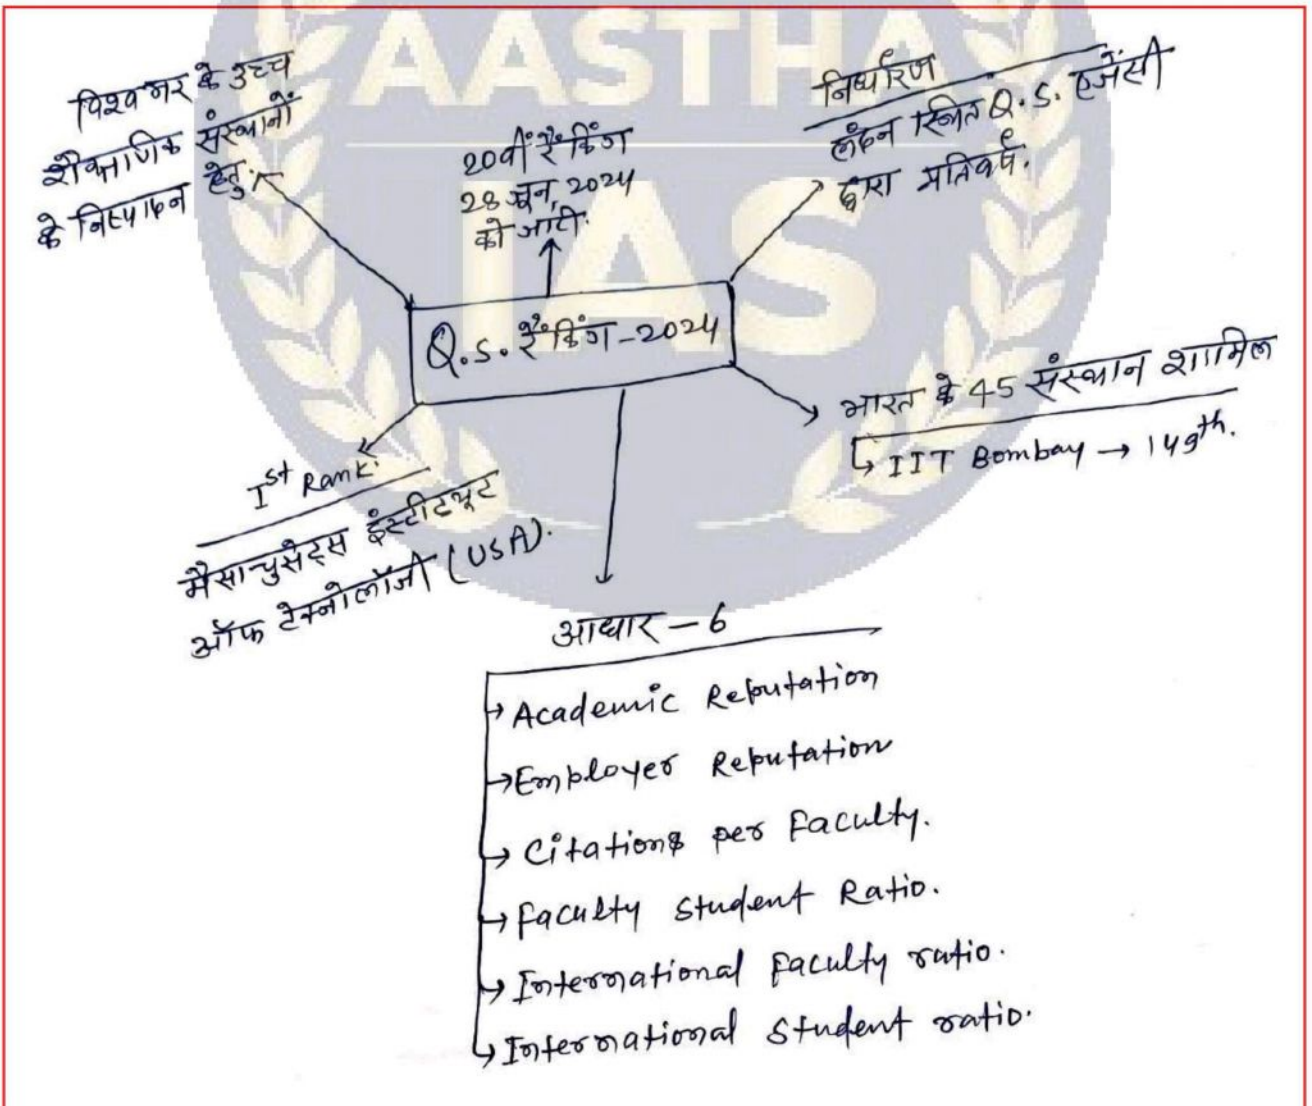 AASTHA
IAS
विश्व भर के उच्च
शैक्षाणिक संस्थानों
के निष्पादन हेतु.
20वीं रैंकिंग
28 जून, 2024
को जारी.
निर्धारण
लंदन स्थित Q.S. एजेंसी
द्वारा प्रतिवर्ष.
Q.S. रैंकिंग-2024
भारत के 45 संस्थान शामिल
IIT Bombay → 149th.
Ist Rank.
मैसाचुसेट्स इंस्टीट्यूट
ऑफ टेक्नोलॉजी (USA).
आधार - 6
Academic Reputation
Employer Reputation
Citations per Faculty.
Faculty Student Ratio.
International Faculty ratio.
International Student ratio.